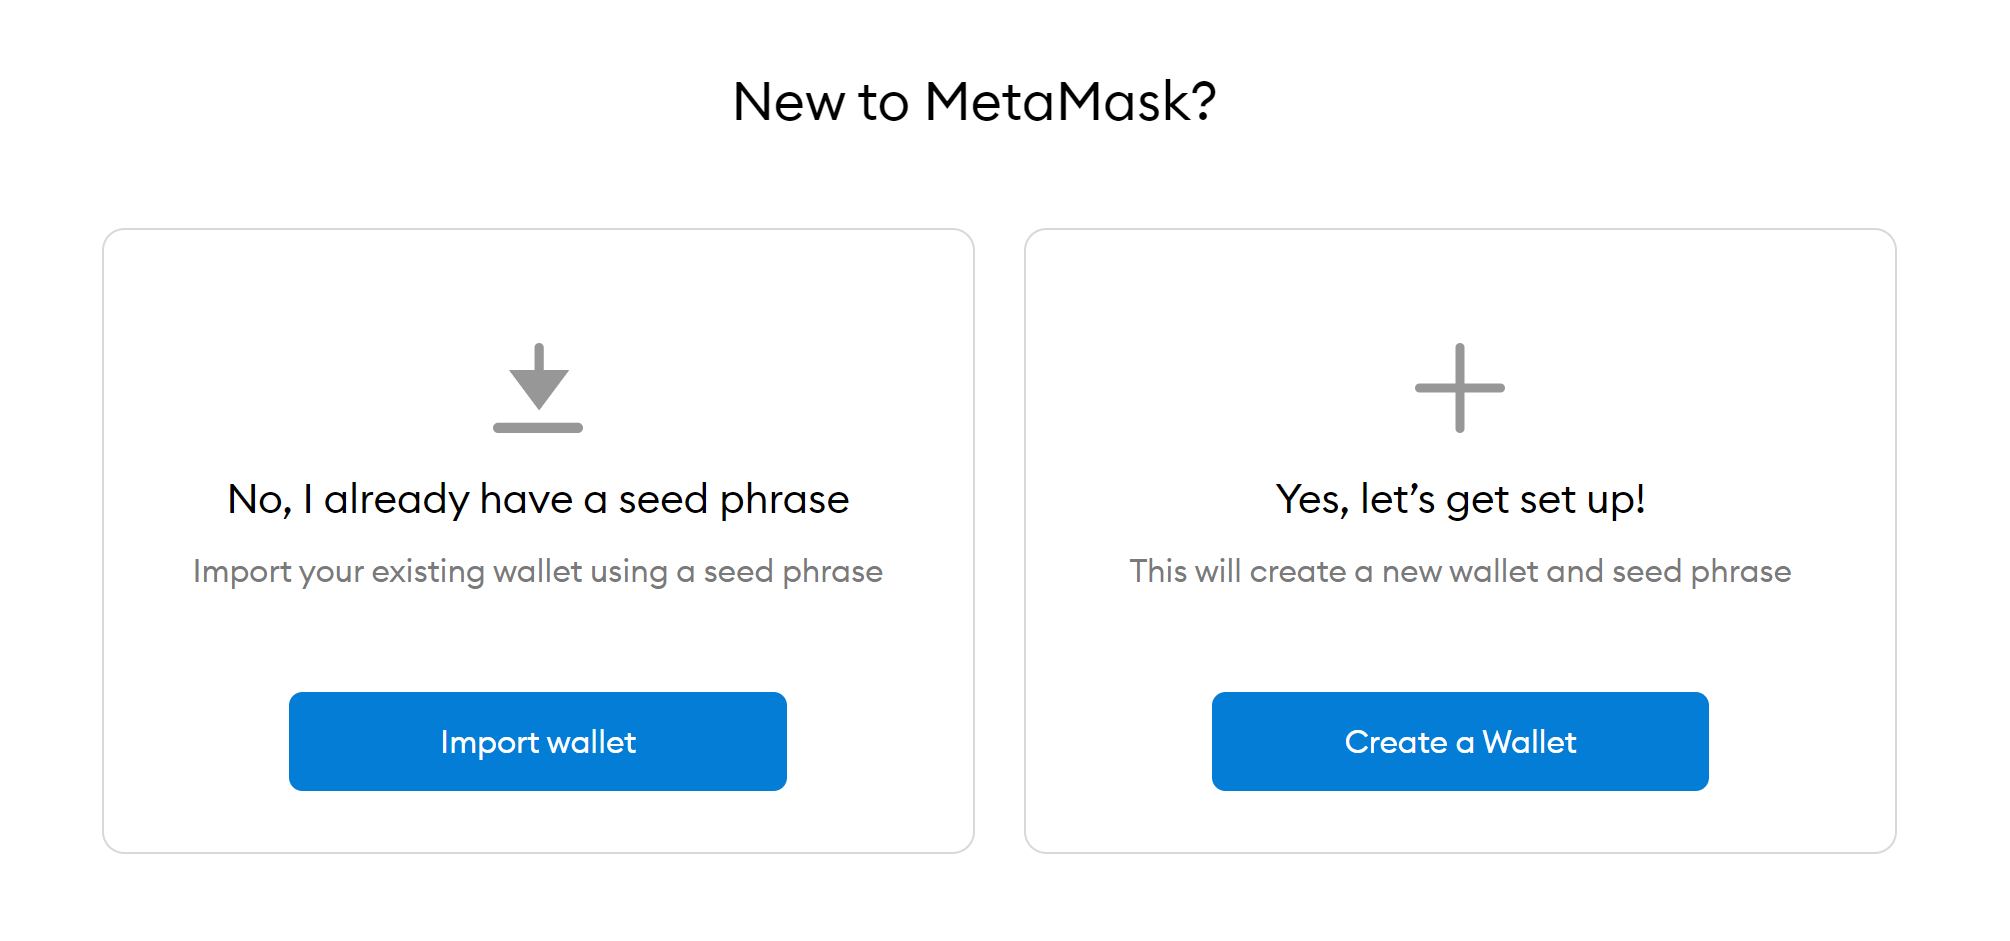 New to MetaMask?
No, I already have a seed phrase
Import your existing wallet using a seed phrase
Import wallet
Yes, let’s get set up!
This will create a new wallet and seed phrase
Create a Wallet